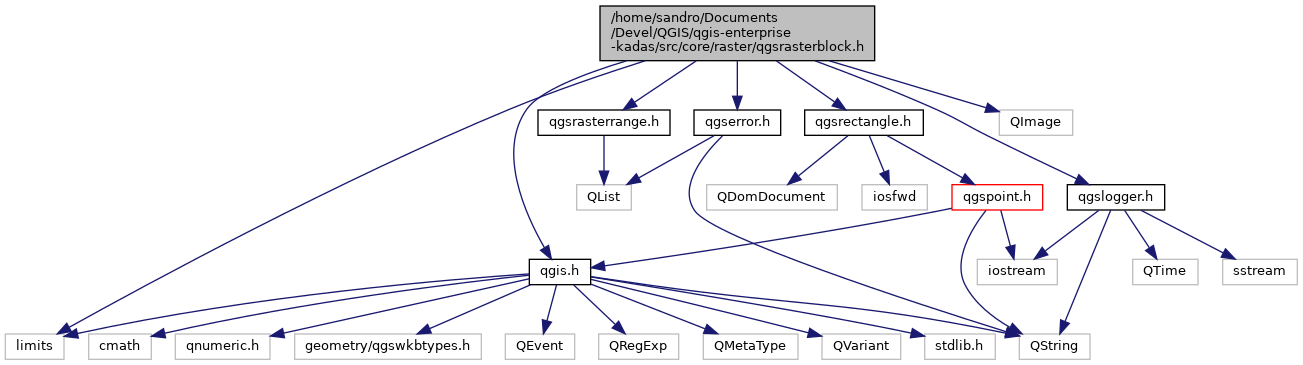 /home/sandro/Documents
/Devel/QGIS/qgis-enterprise
-kadas/src/core/raster/qgsrasterblock.h
qgsrasterrange.h
qgserror.h
qgsrectangle.h
QImage
QList
QDomDocument
iosfwd
qgspoint.h
qgslogger.h
qgis.h
iostream
QTime
sstream
limits
cmath
qnumeric.h
geometry/qgswkbtypes.h
QEvent
QRegExp
QMetaType
QVariant
stdlib.h
QString